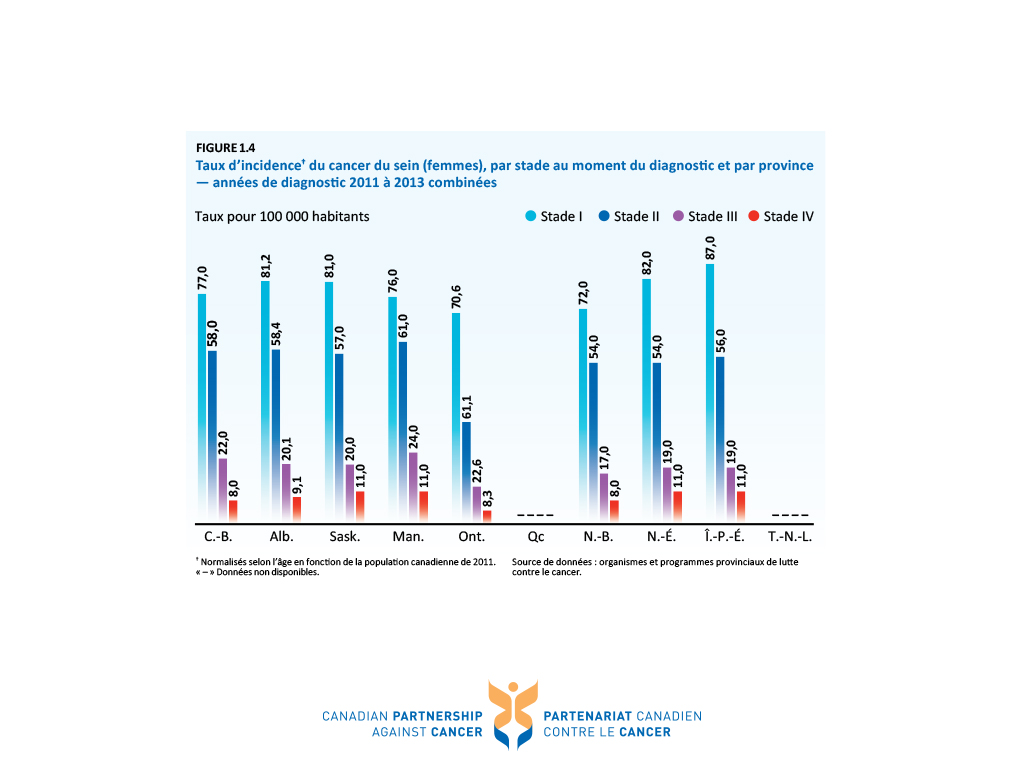 FIGURE 1.4
Taux d'incidence† du cancer du sein (femmes), par stade au moment du diagnostic et par province
— années de diagnostic 2011 à 2013 combinées
Taux pour 100 000 habitants
Stade I Stade II Stade III Stade IV
77,0 58,0 22,0 8,0
81,2 58,4 20,1 9,1
81,0 57,0 20,0 11,0
76,0 61,0 24,0 11,0
70,6 61,1 22,6 8,3
– – – –
72,0 54,0 17,0 8,0
82,0 54,0 19,0 11,0
87,0 56,0 19,0 11,0
– – – –
C.-B. Alb. Sask. Man. Ont. Qc N.-B. N.-É. Î.-P.-É. T.-N.-L.
† Normalisés selon l'âge en fonction de la population canadienne de 2011.
« – » Données non disponibles.
Source de données : organismes et programmes provinciaux de lutte
contre le cancer.
CANADIAN PARTNERSHIP
AGAINST CANCER
PARTENARIAT CANADIEN
CONTRE LE CANCER